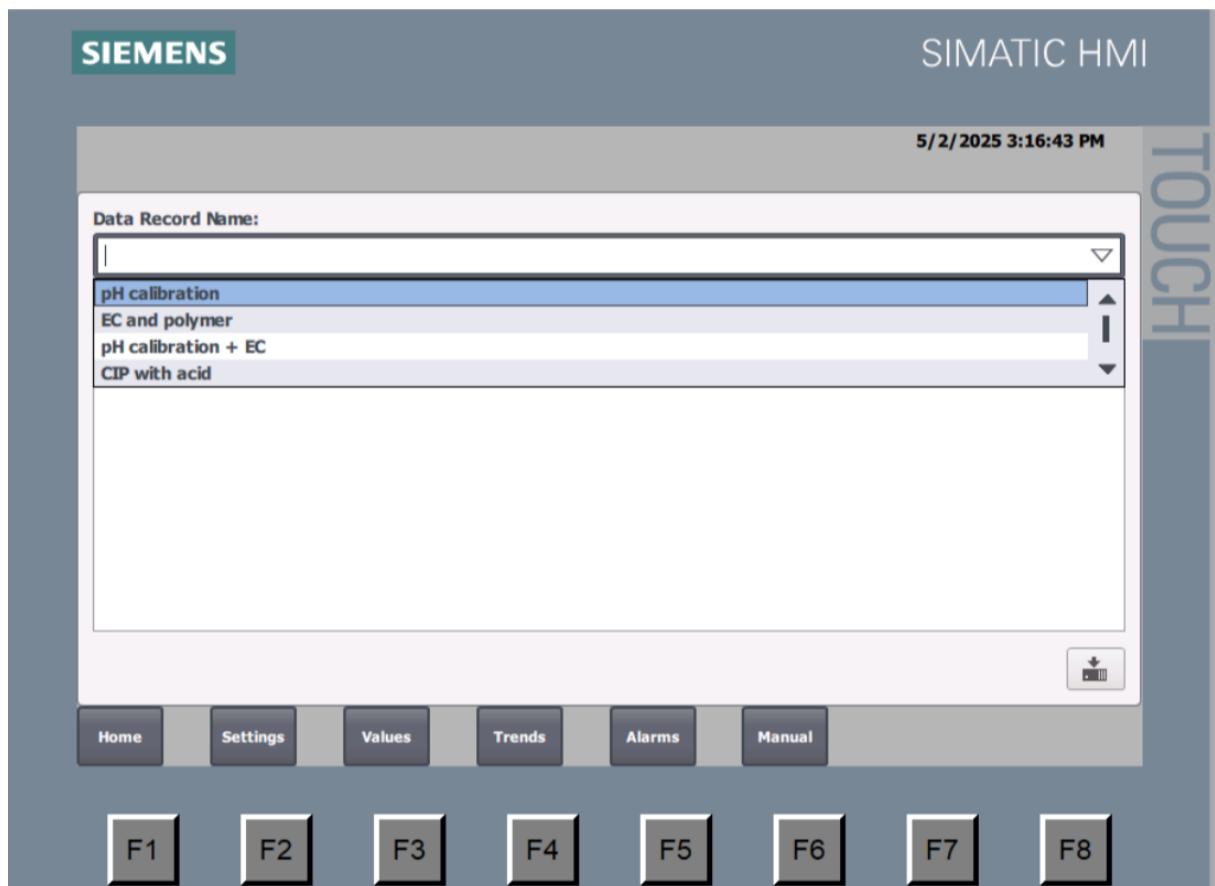 SIEMENS
SIMATIC HMI
TOUCH
5/2/2025 3:16:43 PM
Data Record Name:
pH calibration
EC and polymer
pH calibration + EC
CIP with acid
Home Settings Values Trends Alarms Manual
F1 F2 F3 F4 F5 F6 F7 F8